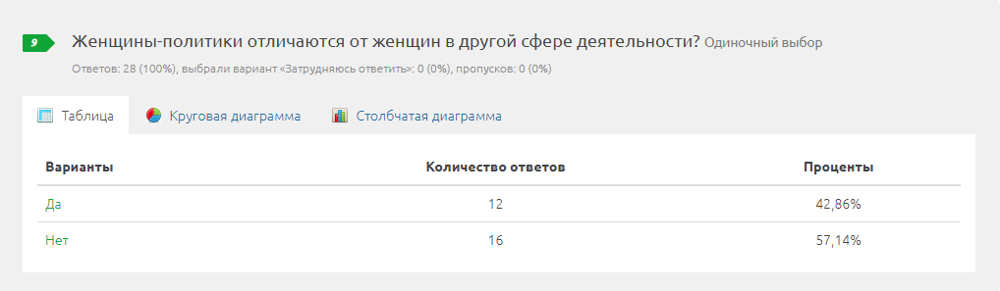 9 Женщины-политики отличаются от женщин в другой сфере деятельности? Одиночный выбор
Ответов: 28 (100%), выбрали вариант «Затрудняюсь ответить»: 0 (0%), пропусков: 0 (0%)
Таблица Круговая диаграмма Столбчатая диаграмма
Варианты Количество ответов Проценты
Да 12 42,86%
Нет 16 57,14%